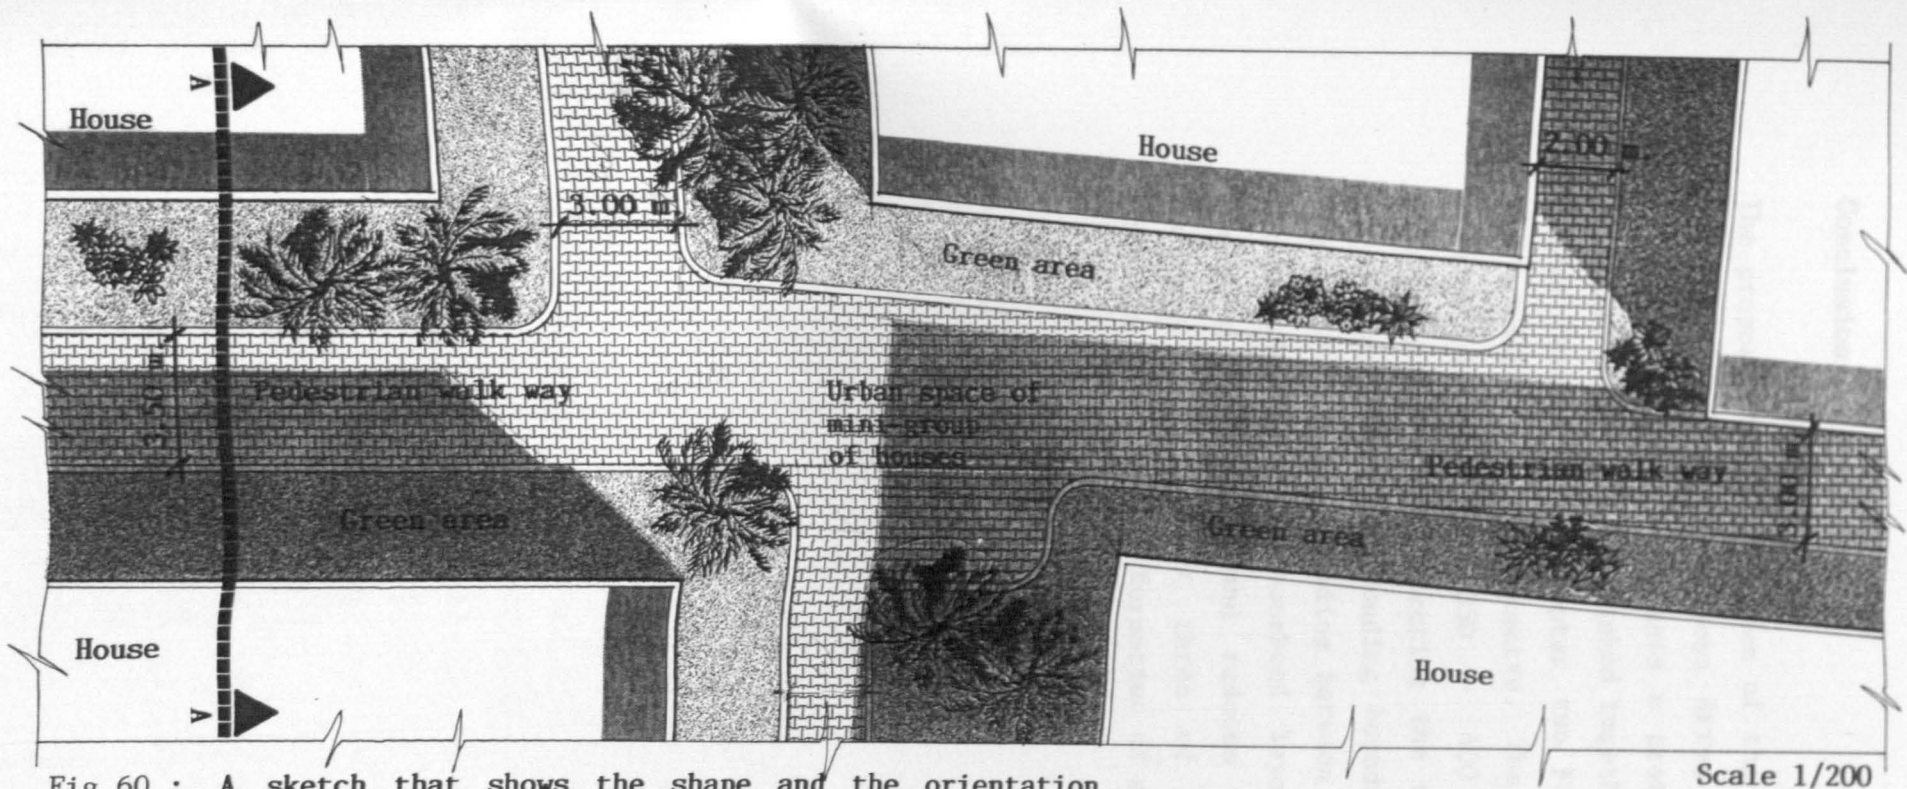 A
House
House
2.00 m.
3.00 m
Green area
3.50 m
Pedestrian walk way
Urban space of
mini-group
of houses
Pedestrian walk way
3.00 m
Green area
Green area
House
House
A
Scale 1/200
Fig 60 : A sketch that shows the shape and the orientation
Conclusion